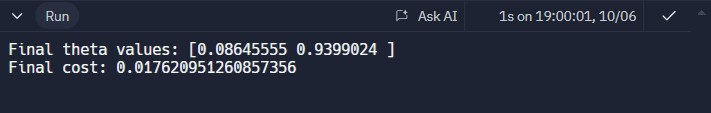 Run
Ask AI
1s on 19:00:01, 10/06
Final theta values: [0.08645555 0.9399024 ]
Final cost: 0.017620951260857356